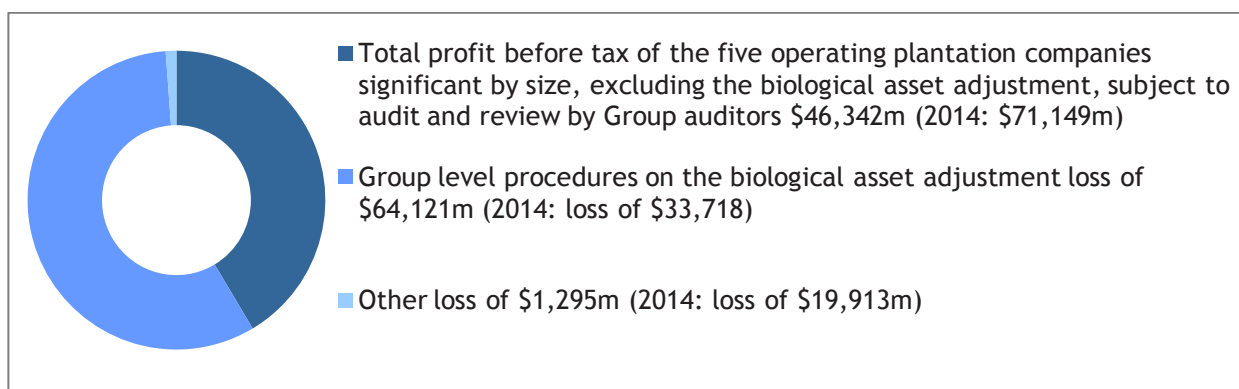 Total profit before tax of the five operating plantation companies
significant by size, excluding the biological asset adjustment, subject to
audit and review by Group auditors $46,342m (2014: $71,149m)
Group level procedures on the biological asset adjustment loss of
$64,121m (2014: loss of $33,718)
Other loss of $1,295m (2014: loss of $19,913m)